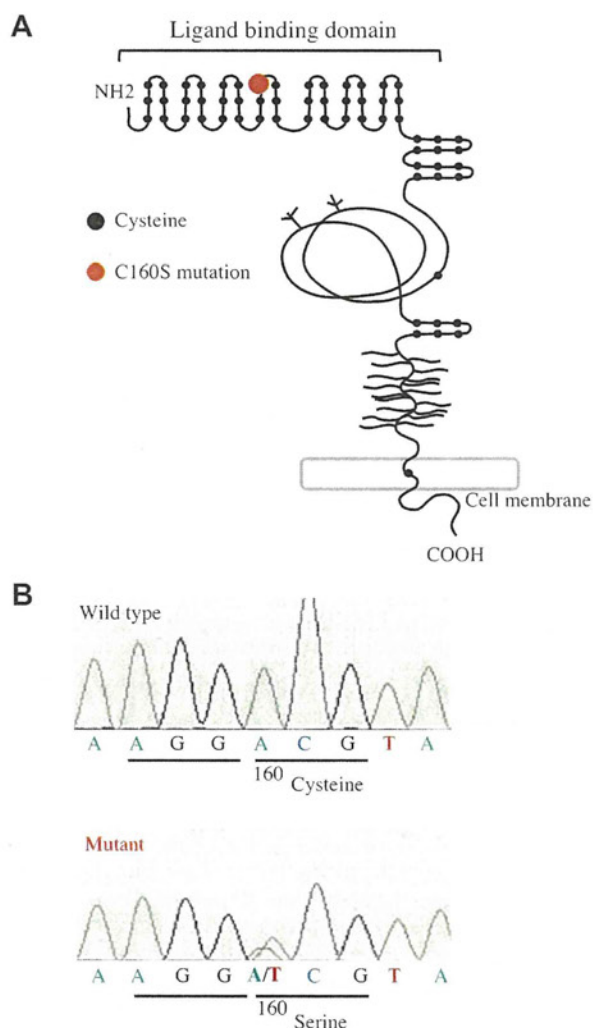 A
Ligand binding domain
NH2
Cysteine
C160S mutation
Cell membrane
COOH
B
Wild type
A A G G A C G T A
160 Cysteine
Mutant
A A G G A/T C G T A
160 Serine